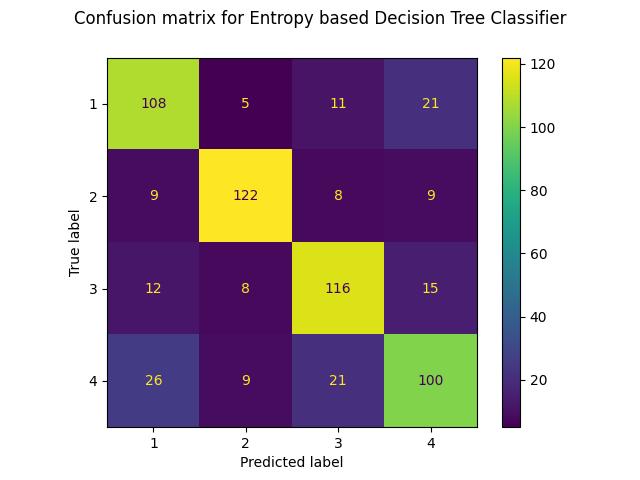 Confusion matrix for Entropy based Decision Tree Classifier
1 108 5 11 21
2 9 122 8 9
3 12 8 116 15
4 26 9 21 100
1 2 3 4
Predicted label
True label
120
100
80
60
40
20